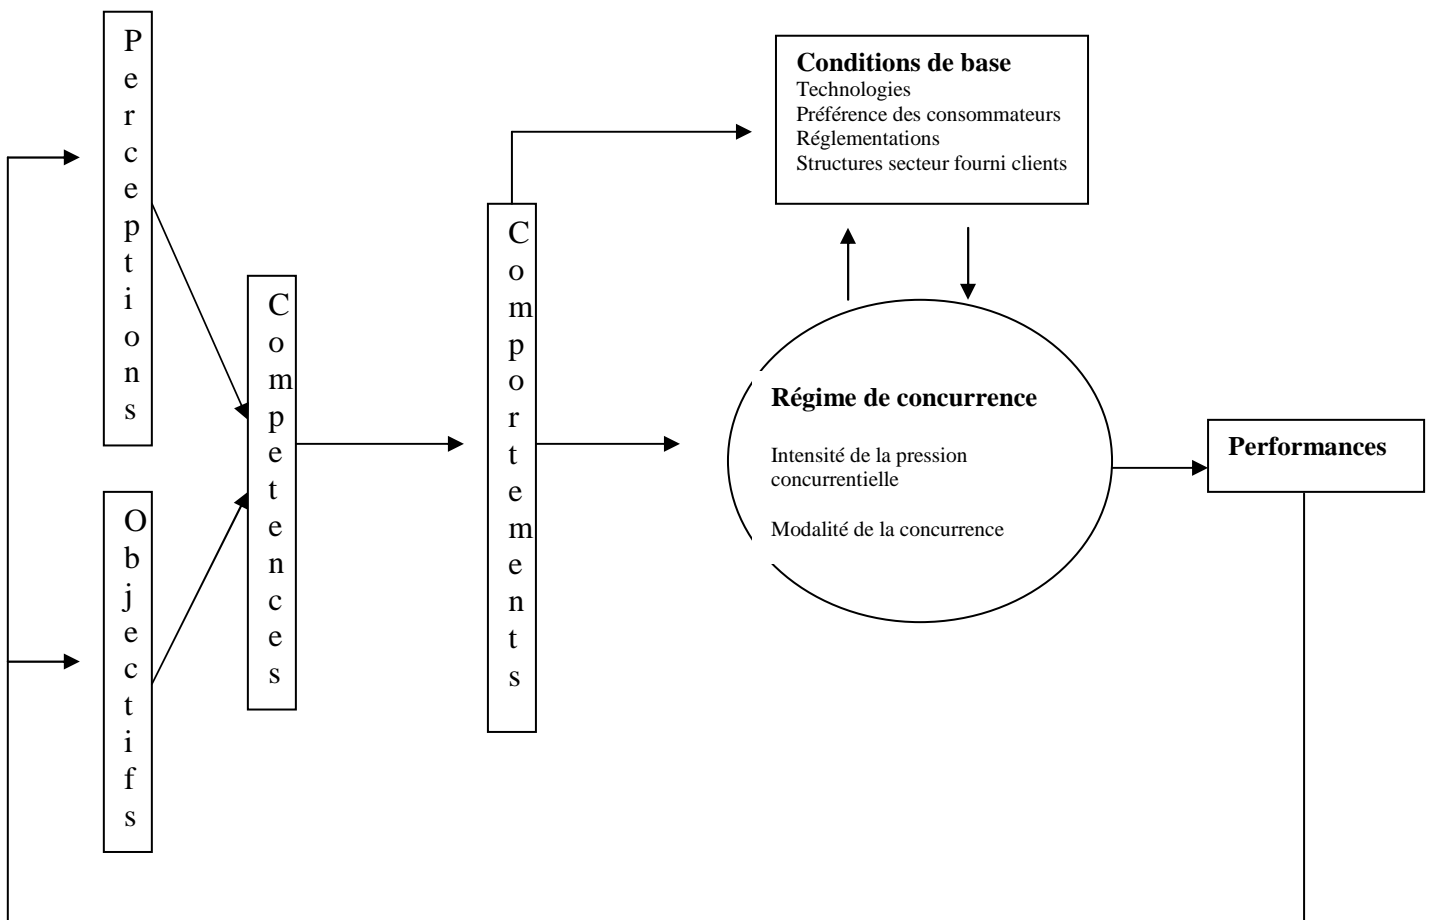 Perceptions
Objectifs
Competences
Comportements
Conditions de base
Technologies
Préférence des consommateurs
Réglementations
Structures secteur fourni clients
Régime de concurrence
Intensité de la pression
concurrentielle
Modalité de la concurrence
Performances